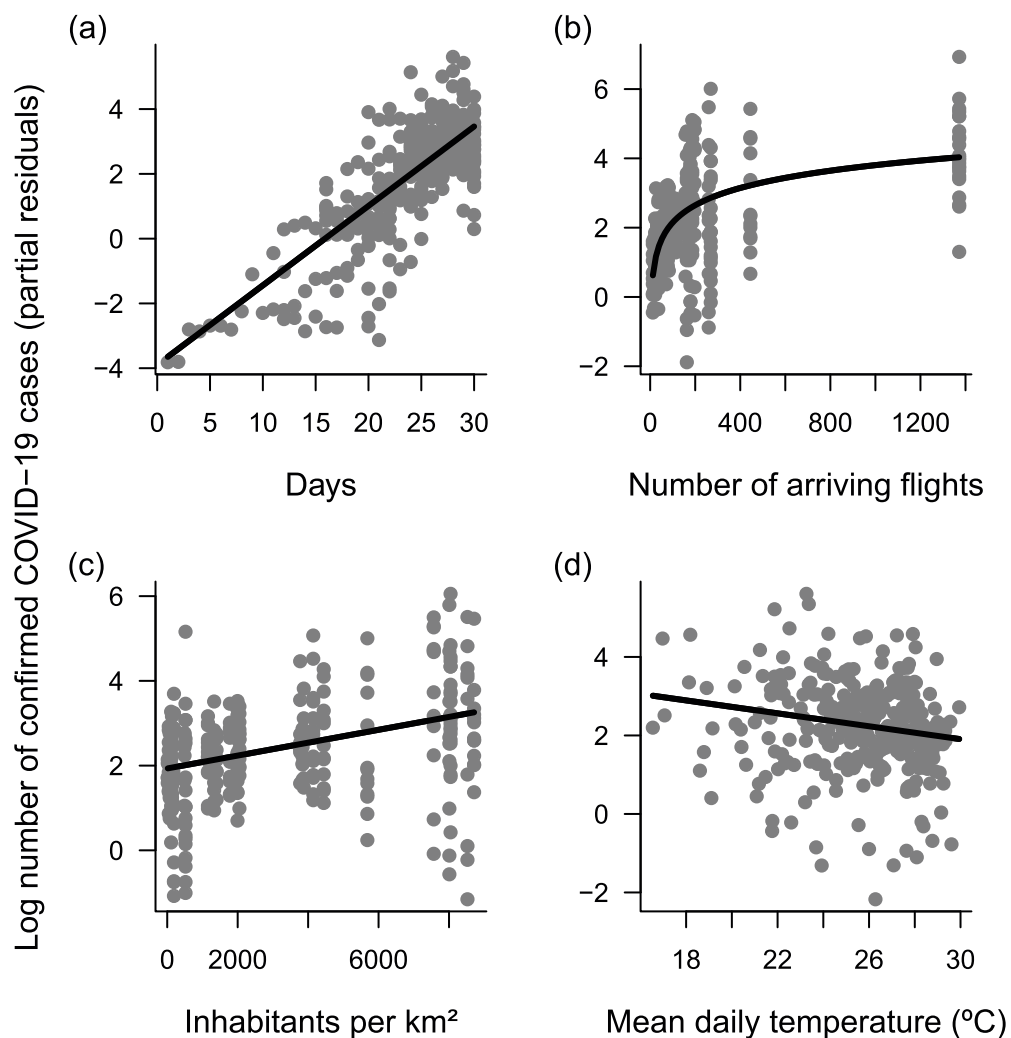 Log number of confirmed COVID−19 cases (partial residuals)
(a)
4
2
0
−2
−4
0 5 10 15 20 25 30
Days
(b)
6
4
2
0
−2
0 400 800 1200
Number of arriving flights
(c)
6
4
2
0
0 2000 6000
Inhabitants per km²
(d)
4
2
0
−2
18 22 26 30
Mean daily temperature (ºC)